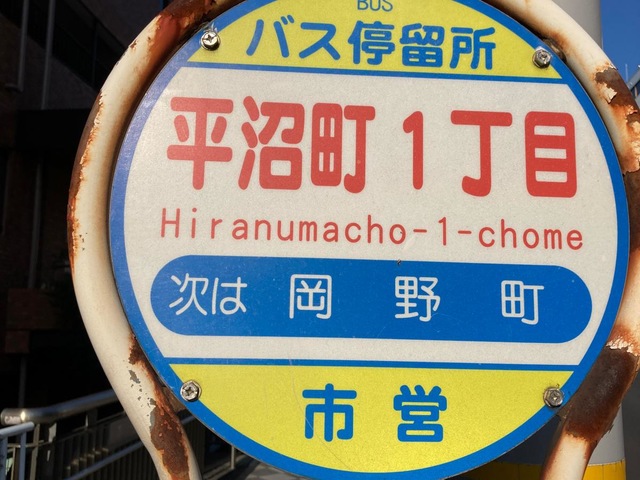 BUS
バス停留所
平沼町1丁目
Hiranumacho-1-chome
次は 岡野町
市営